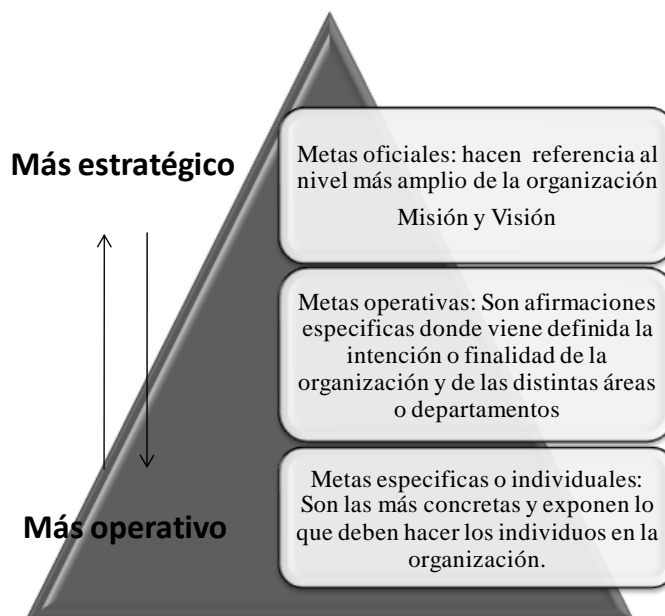 Más estratégico
Metas oficiales: hacen referencia al
nivel más amplio de la organización
Misión y Visión
Metas operativas: Son afirmaciones
especificas donde viene definida la
intención o finalidad de la
organización y de las distintas áreas
o departamentos
Metas especificas o individuales:
Son las más concretas y exponen lo
que deben hacer los individuos en la
organización.
Más operativo